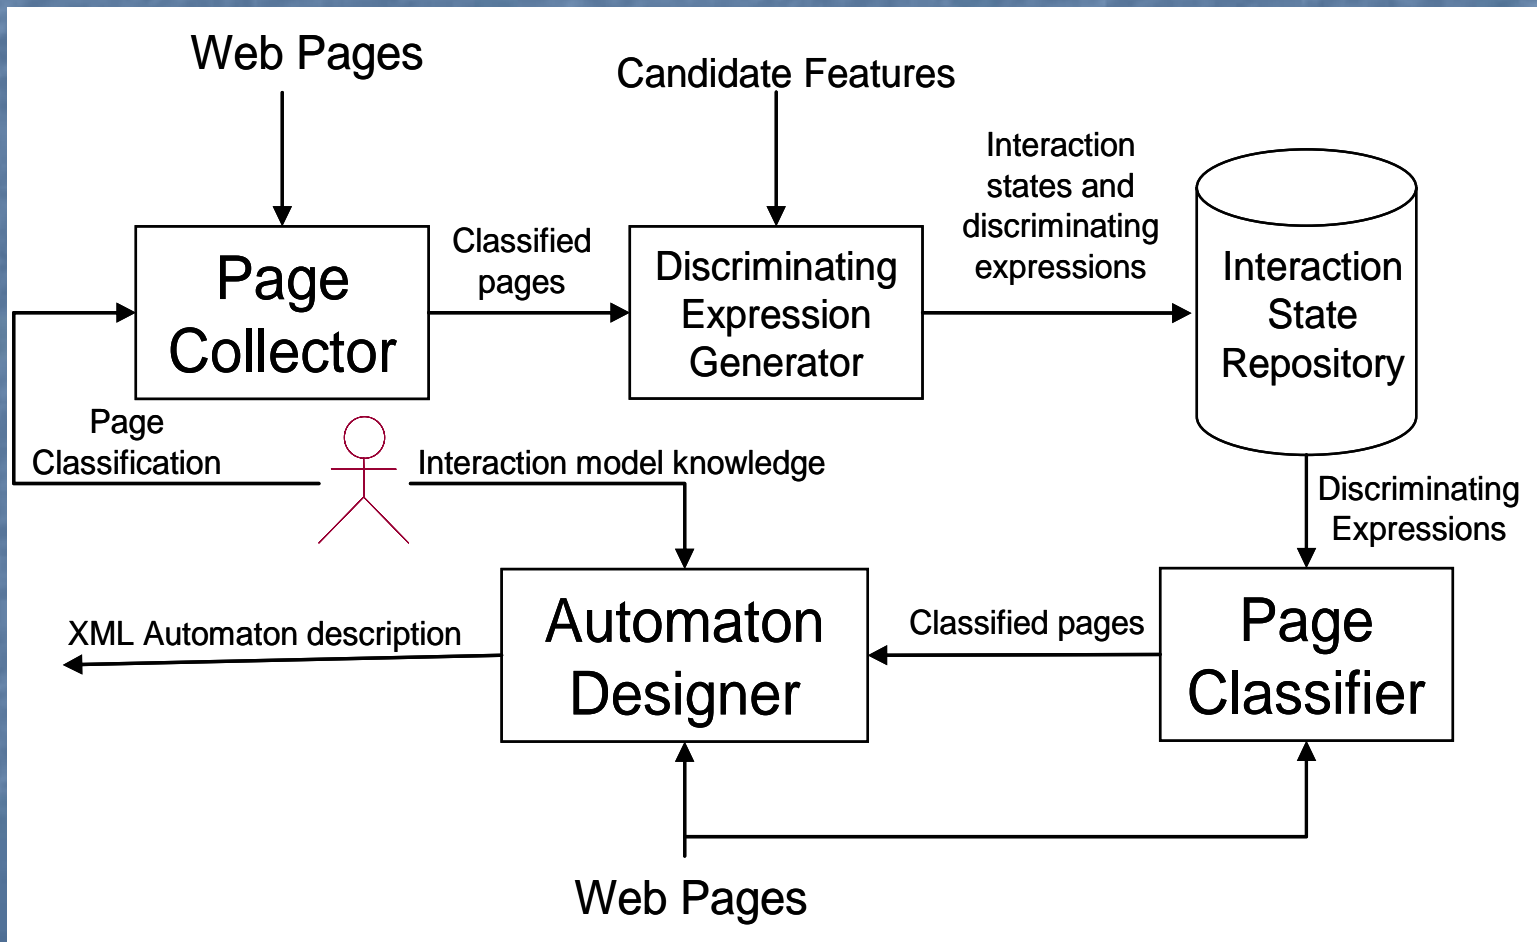 Web Pages
Candidate Features
Interaction
states and
discriminating
expressions
Classified
pages
Page
Collector
Discriminating
Expression
Generator
Interaction
State
Repository
Page
Classification
Interaction model knowledge
Discriminating
Expressions
XML Automaton description
Automaton
Designer
Classified pages
Page
Classifier
Web Pages